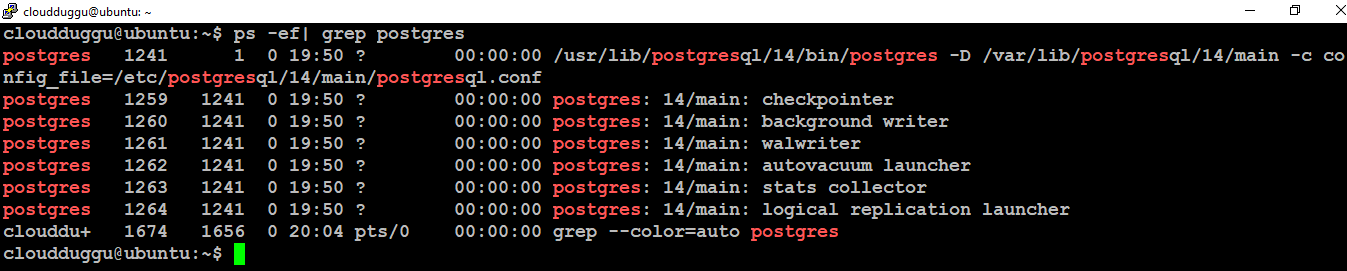 cloudduggu@ubuntu: ~
cloudduggu@ubuntu:~$ ps -ef| grep postgres
postgres   1241      1  0 19:50 ?        00:00:00 /usr/lib/postgresql/14/bin/postgres -D /var/lib/postgresql/14/main -c co
nfig_file=/etc/postgresql/14/main/postgresql.conf
postgres   1259   1241  0 19:50 ?        00:00:00 postgres: 14/main: checkpointer
postgres   1260   1241  0 19:50 ?        00:00:00 postgres: 14/main: background writer
postgres   1261   1241  0 19:50 ?        00:00:00 postgres: 14/main: walwriter
postgres   1262   1241  0 19:50 ?        00:00:00 postgres: 14/main: autovacuum launcher
postgres   1263   1241  0 19:50 ?        00:00:00 postgres: 14/main: stats collector
postgres   1264   1241  0 19:50 ?        00:00:00 postgres: 14/main: logical replication launcher
clouddu+   1674   1656  0 20:04 pts/0    00:00:00 grep --color=auto postgres
cloudduggu@ubuntu:~$